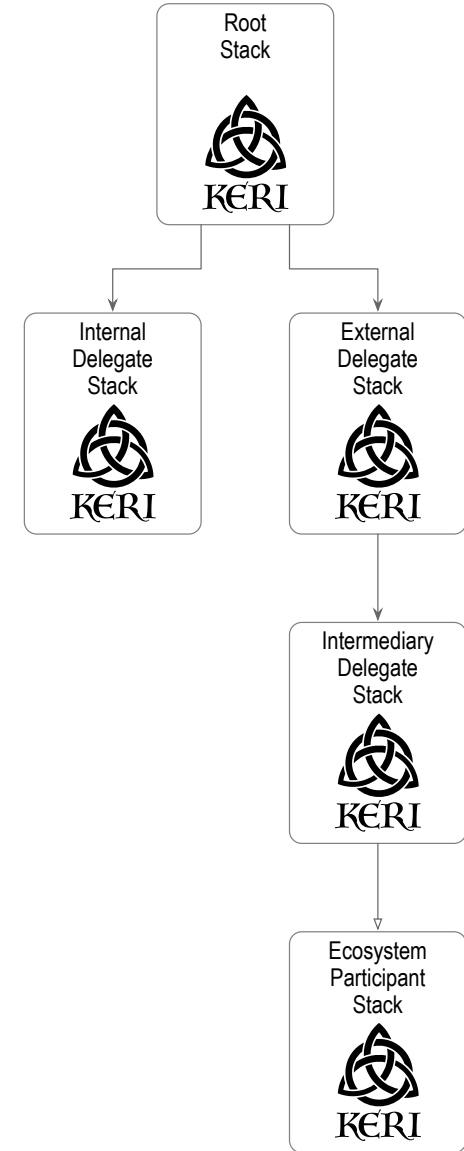 Root
Stack
KERI
Internal
Delegate
Stack
KERI
External
Delegate
Stack
KERI
Intermediary
Delegate
Stack
KERI
Ecosystem
Participant
Stack
KERI